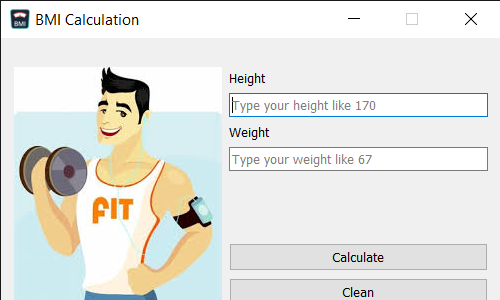 BMI BMI Calculation
Height
Type your height like 170
Weight
Type your weight like 67
FIT
Calculate
Clean